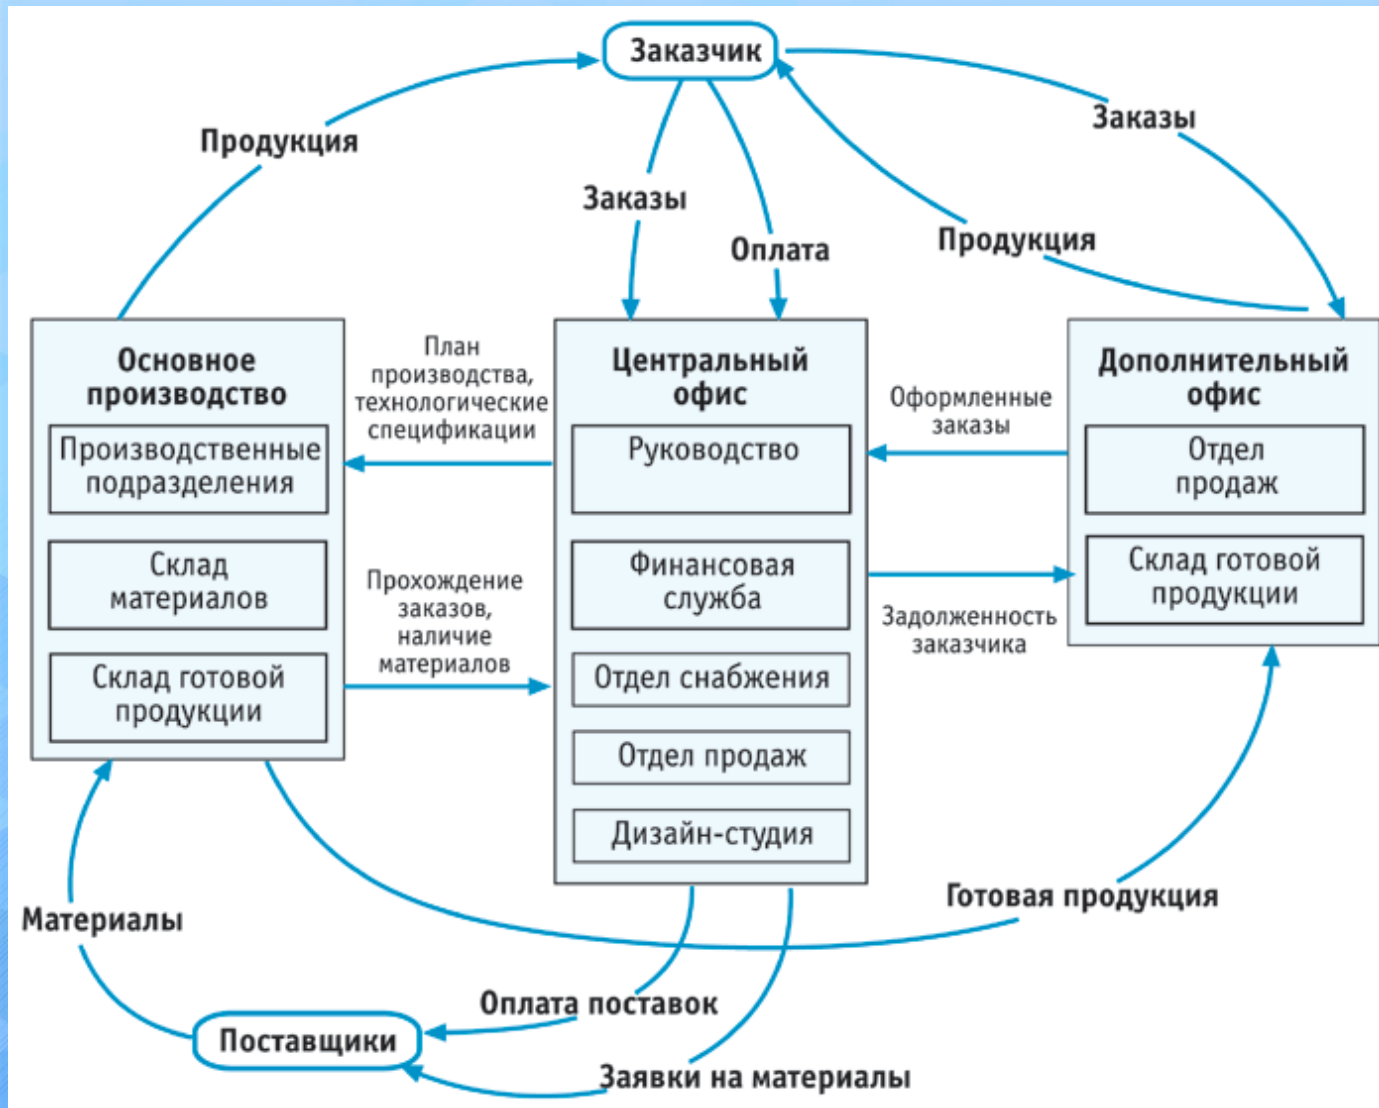 Заказчик
Продукция
Заказы
Оплата
Продукция
Заказы
Основное
производство
Производственные
подразделения
Склад
материалов
Склад готовой
продукции
План
производства,
технологические
спецификации
Прохождение
заказов,
наличие
материалов
Центральный
офис
Руководство
Финансовая
служба
Отдел снабжения
Отдел продаж
Дизайн-студия
Оформленные
заказы
Задолженность
заказчика
Дополнительный
офис
Отдел
продаж
Склад готовой
продукции
Материалы
Готовая продукция
Оплата поставок
Поставщики
Заявки на материалы